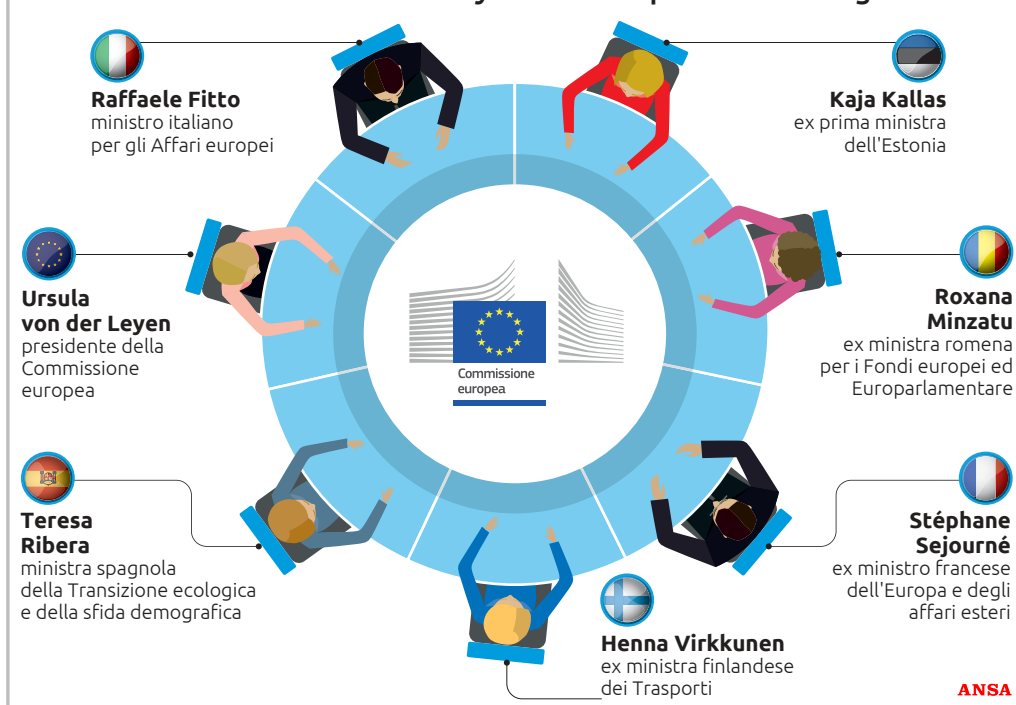 Raffaele Fitto
ministro italiano
per gli Affari europei
Kaja Kallas
ex prima ministra
dell'Estonia
Ursula
von der Leyen
presidente della
Commissione
europea
Roxana
Minzatu
ex ministra romena
per i Fondi europei ed
Europarlamentare
Commissione
europea
Teresa
Ribera
ministra spagnola
della Transizione ecologica
e della sfida demografica
Stéphane
Sejourné
ex ministro francese
dell'Europa e degli
affari esteri
Henna Virkkunen
ex ministra finlandese
dei Trasporti
ANSA